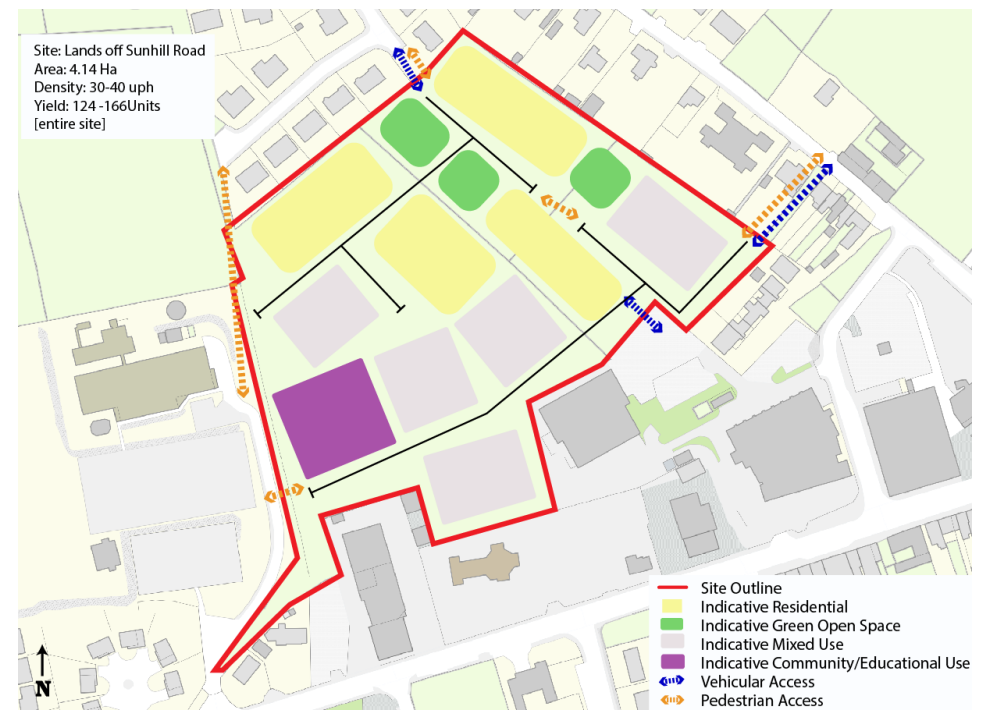 Site: Lands off Sunhill Road
Area: 4.14 Ha
Density: 30-40 uph
Yield: 124 -166Units
[entire site]
N
Site Outline
Indicative Residential
Indicative Green Open Space
Indicative Mixed Use
Indicative Community/Educational Use
Vehicular Access
Pedestrian Access